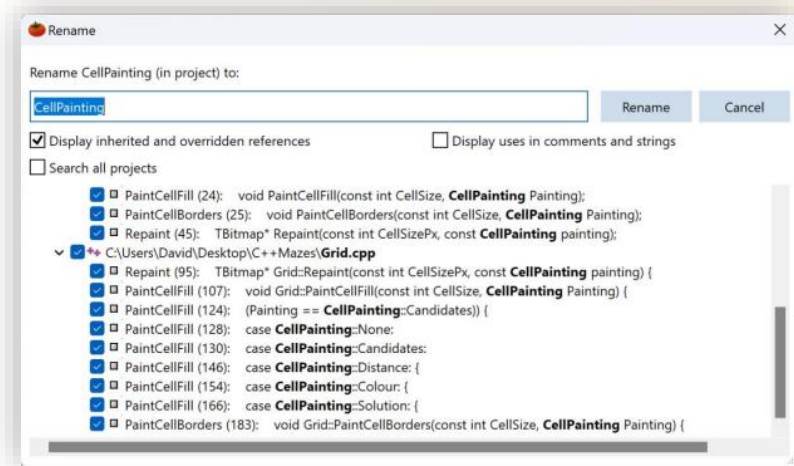 Rename
Rename CellPainting (in project) to:
CellPainting
Rename Cancel
Display inherited and overridden references Display uses in comments and strings
Search all projects
PaintCellFill (24): void PaintCellFill(const int CellSize, CellPainting Painting);
PaintCellBorders (25): void PaintCellBorders(const int CellSize, CellPainting Painting);
Repaint (45): TBitmap* Repaint(const int CellSizePx, const CellPainting painting);
C:\Users\David\Desktop\C++Mazes\Grid.cpp
Repaint (95): TBitmap* Grid::Repaint(const int CellSizePx, const CellPainting painting) {
PaintCellFill (107): void Grid::PaintCellFill(const int CellSize, CellPainting Painting) {
PaintCellFill (124): (Painting == CellPainting::Candidates)) {
PaintCellFill (128): case CellPainting::None:
PaintCellFill (130): case CellPainting::Candidates:
PaintCellFill (146): case CellPainting::Distance: {
PaintCellFill (154): case CellPainting::Colour: {
PaintCellFill (166): case CellPainting::Solution: {
PaintCellBorders (183): void Grid::PaintCellBorders(const int CellSize, CellPainting Painting) {